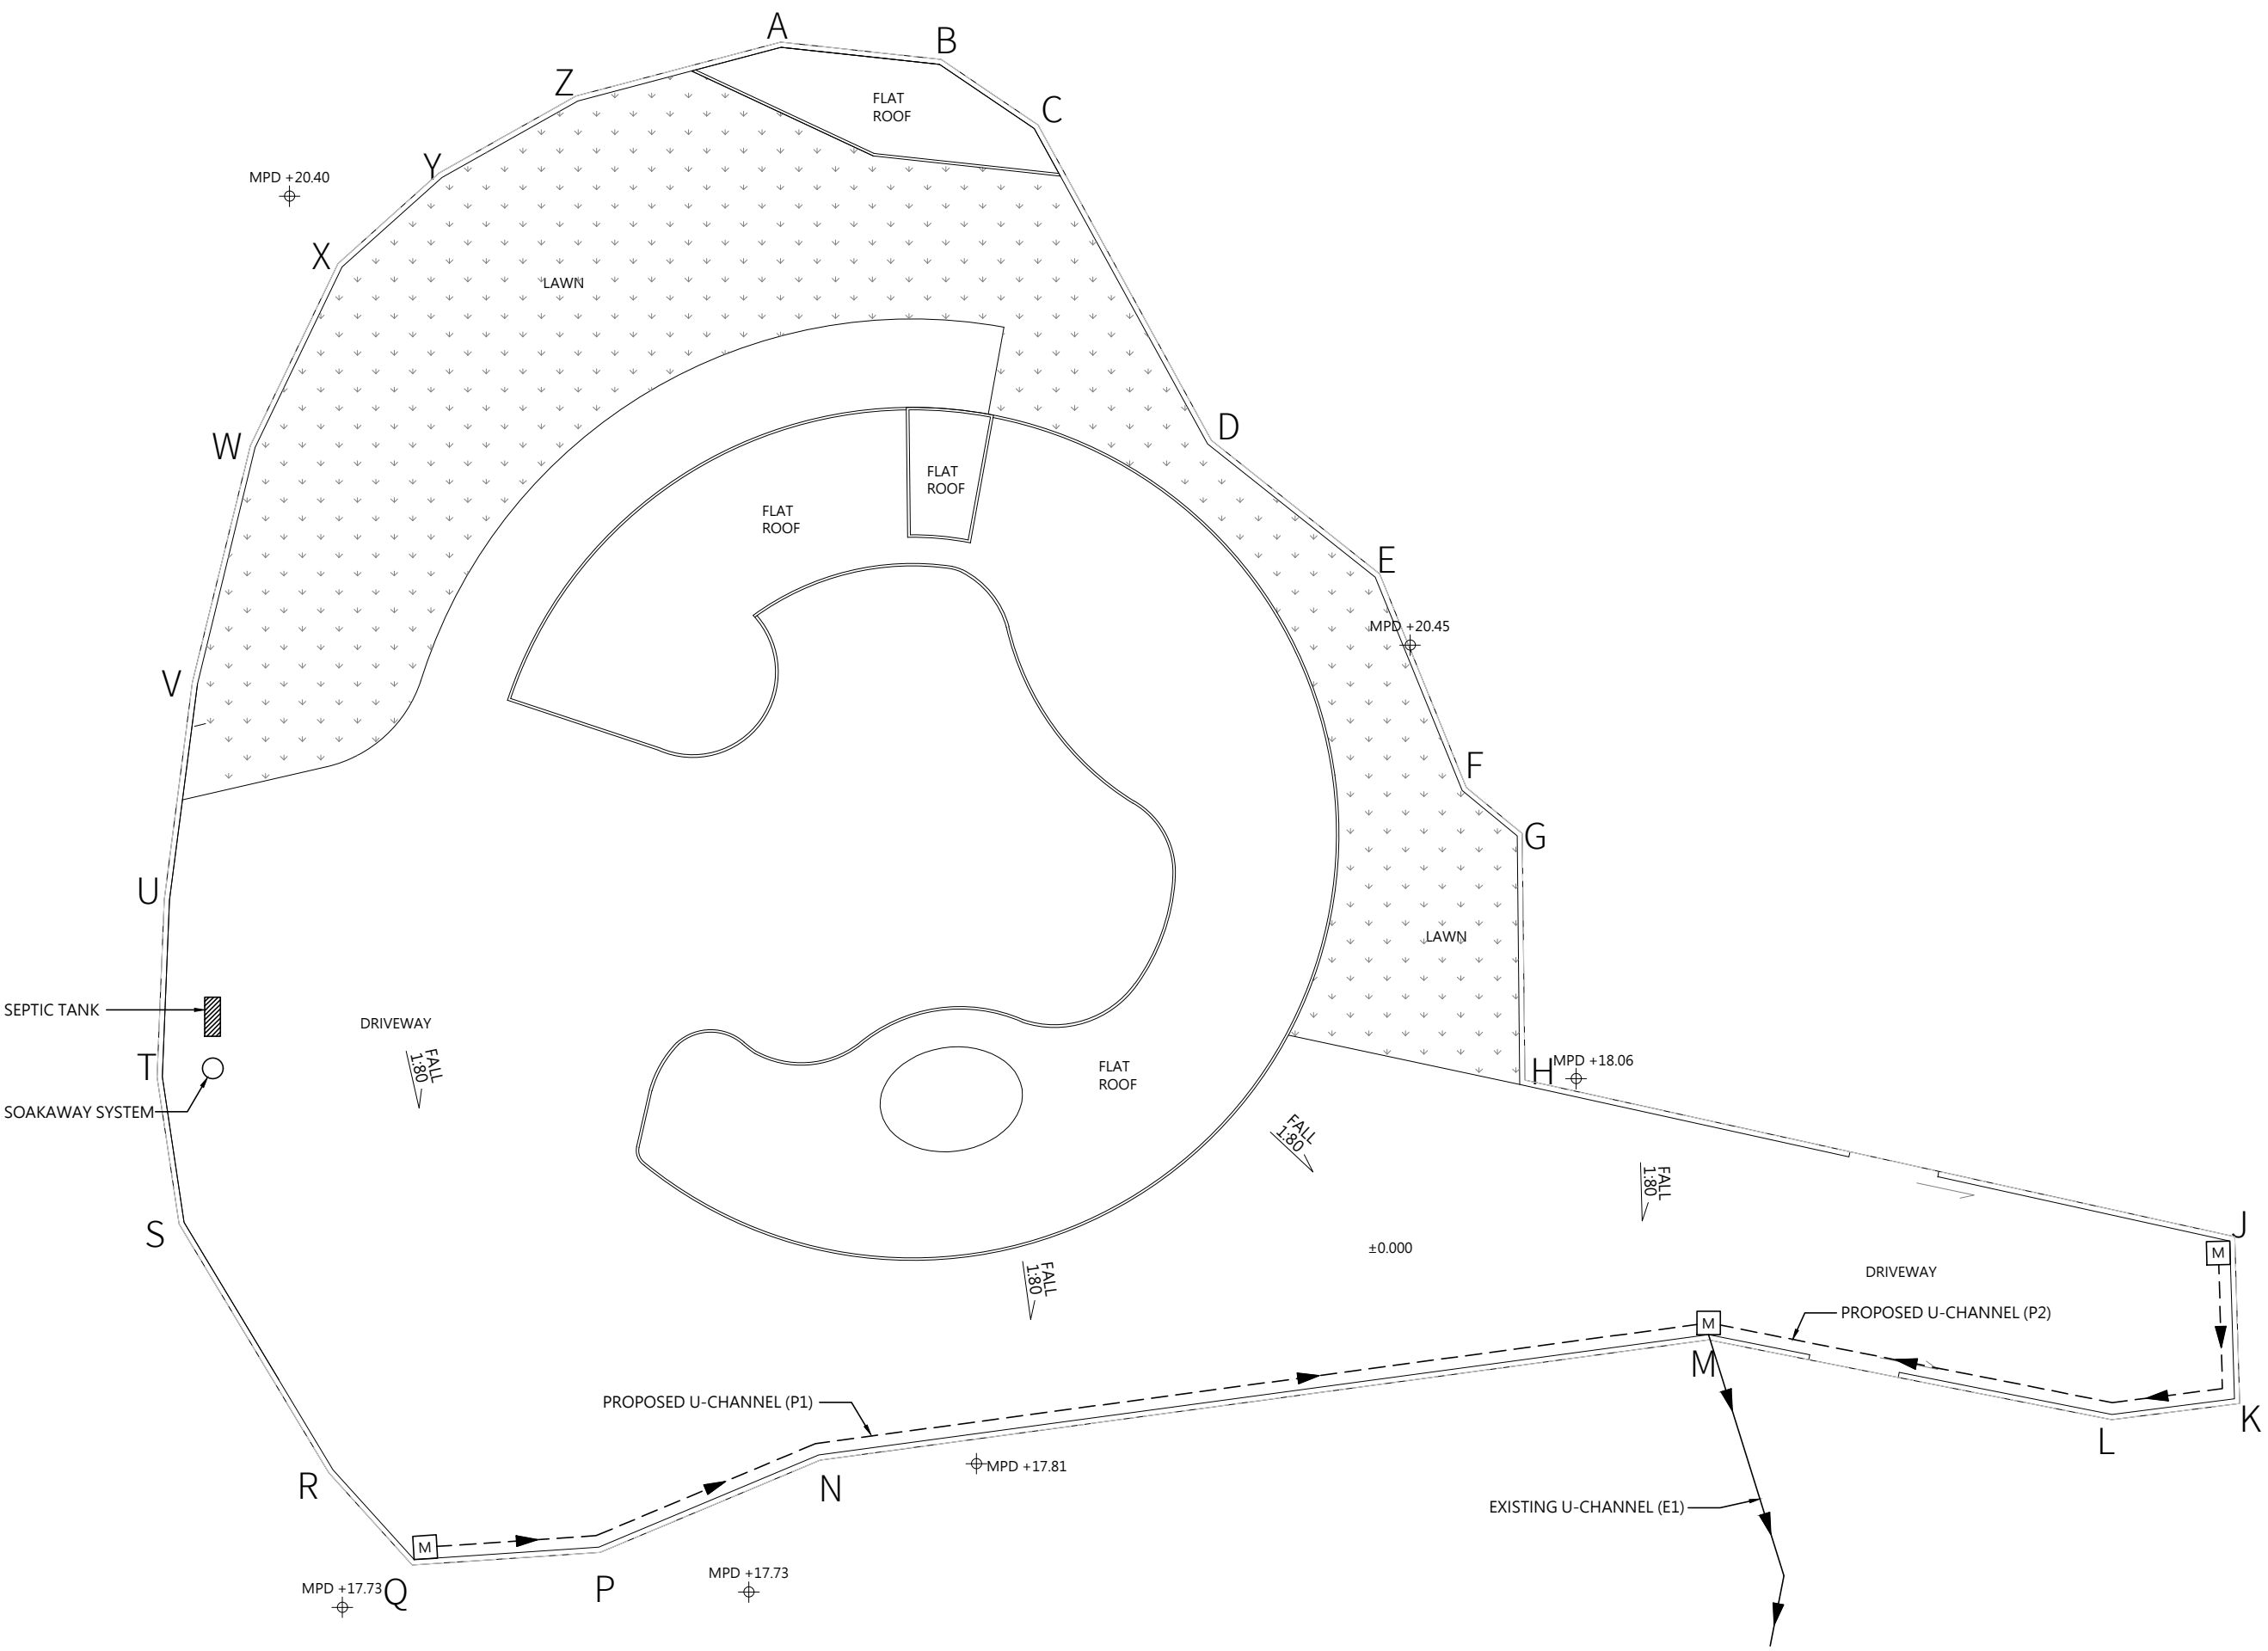 A
B
Z
C
FLAT
ROOF
Y
MPD +20.40
X
LAWN
D
W
FLAT
ROOF
FLAT
ROOF
E
MPD +20.45
V
F
G
U
LAWN
SEPTIC TANK
DRIVEWAY
FALL
1:80
T
FLAT
ROOF
H
MPD +18.06
SOAKAWAY SYSTEM
FALL
1:80
FALL
1:80
S
J
±0.000
M
FALL
1:80
DRIVEWAY
PROPOSED U-CHANNEL (P2)
M
M
PROPOSED U-CHANNEL (P1)
K
L
MPD +17.81
R
N
EXISTING U-CHANNEL (E1)
M
MPD +17.73
MPD +17.73
Q
P